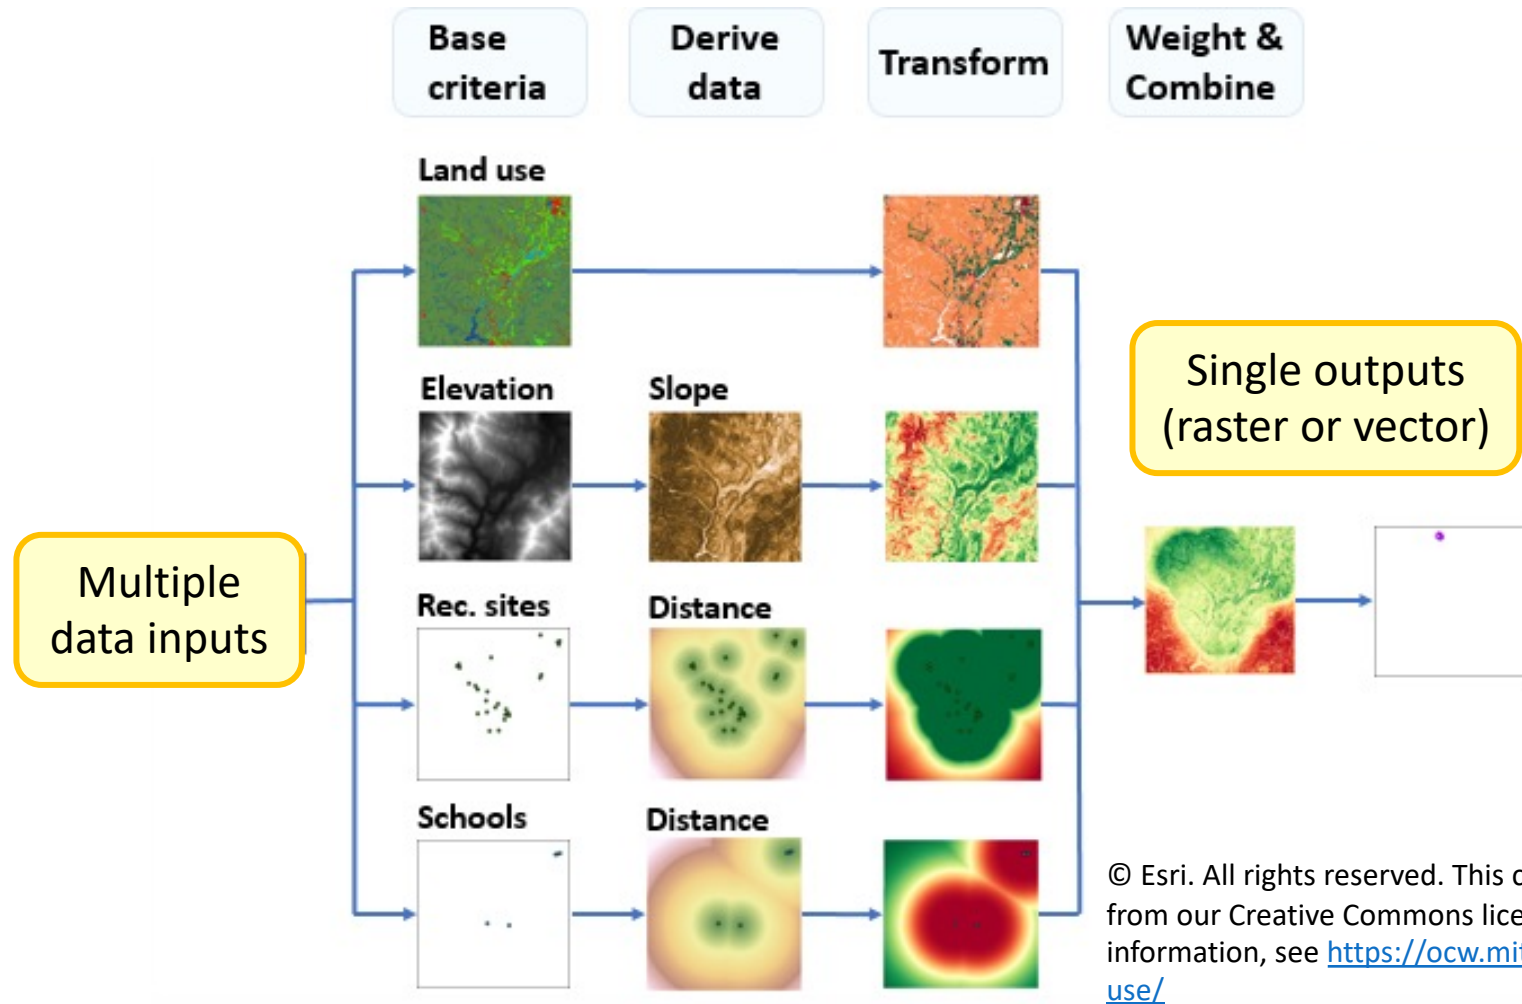 Base
criteria
Derive
data
Transform
Weight &
Combine
Land use
Elevation
Slope
Single outputs
(raster or vector)
Multiple
data inputs
Rec. sites
Distance
Schools
Distance
© Esri. All rights reserved. This
from our Creative Commons
information, see https://ocw.mit
use/